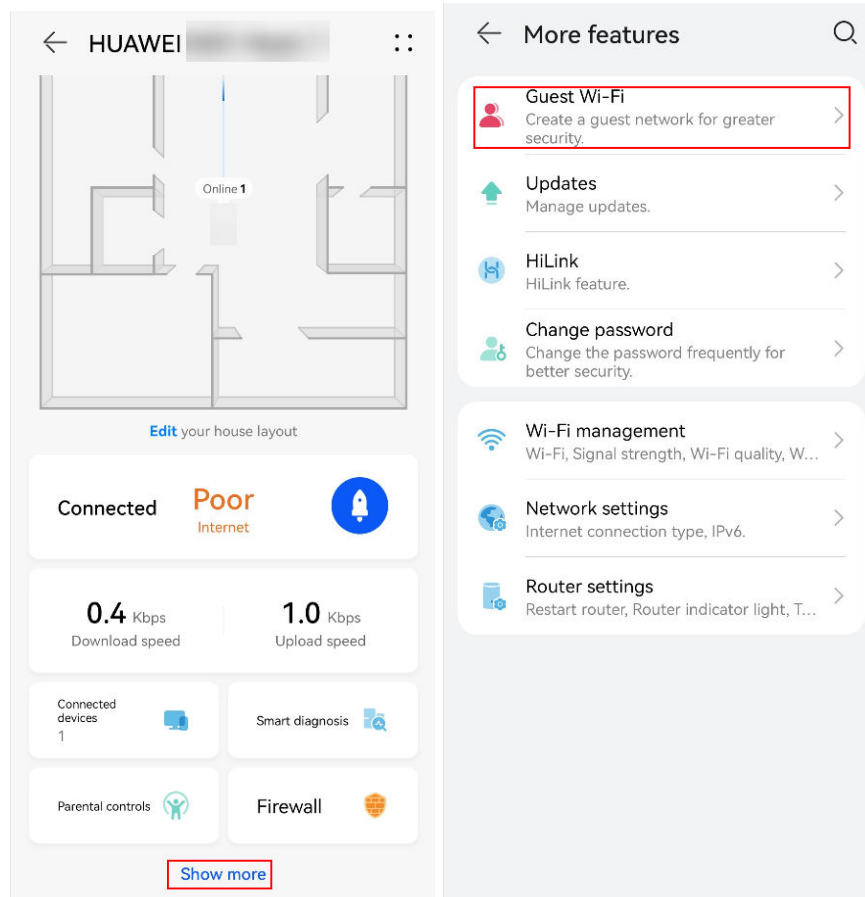 HUAWEI
Online 1
Edit your house layout
Connected
Poor
Internet
0.4 Kbps
Download speed
1.0 Kbps
Upload speed
Connected
devices
1
Smart diagnosis
Parental controls
Firewall
Show more
More features
Guest Wi-Fi
Create a guest network for greater
security.
Updates
Manage updates.
HiLink
HiLink feature.
Change password
Change the password frequently for
better security.
Wi-Fi management
Wi-Fi, Signal strength, Wi-Fi quality, W...
Network settings
Internet connection type, IPv6.
Router settings
Restart router, Router indicator light, T...